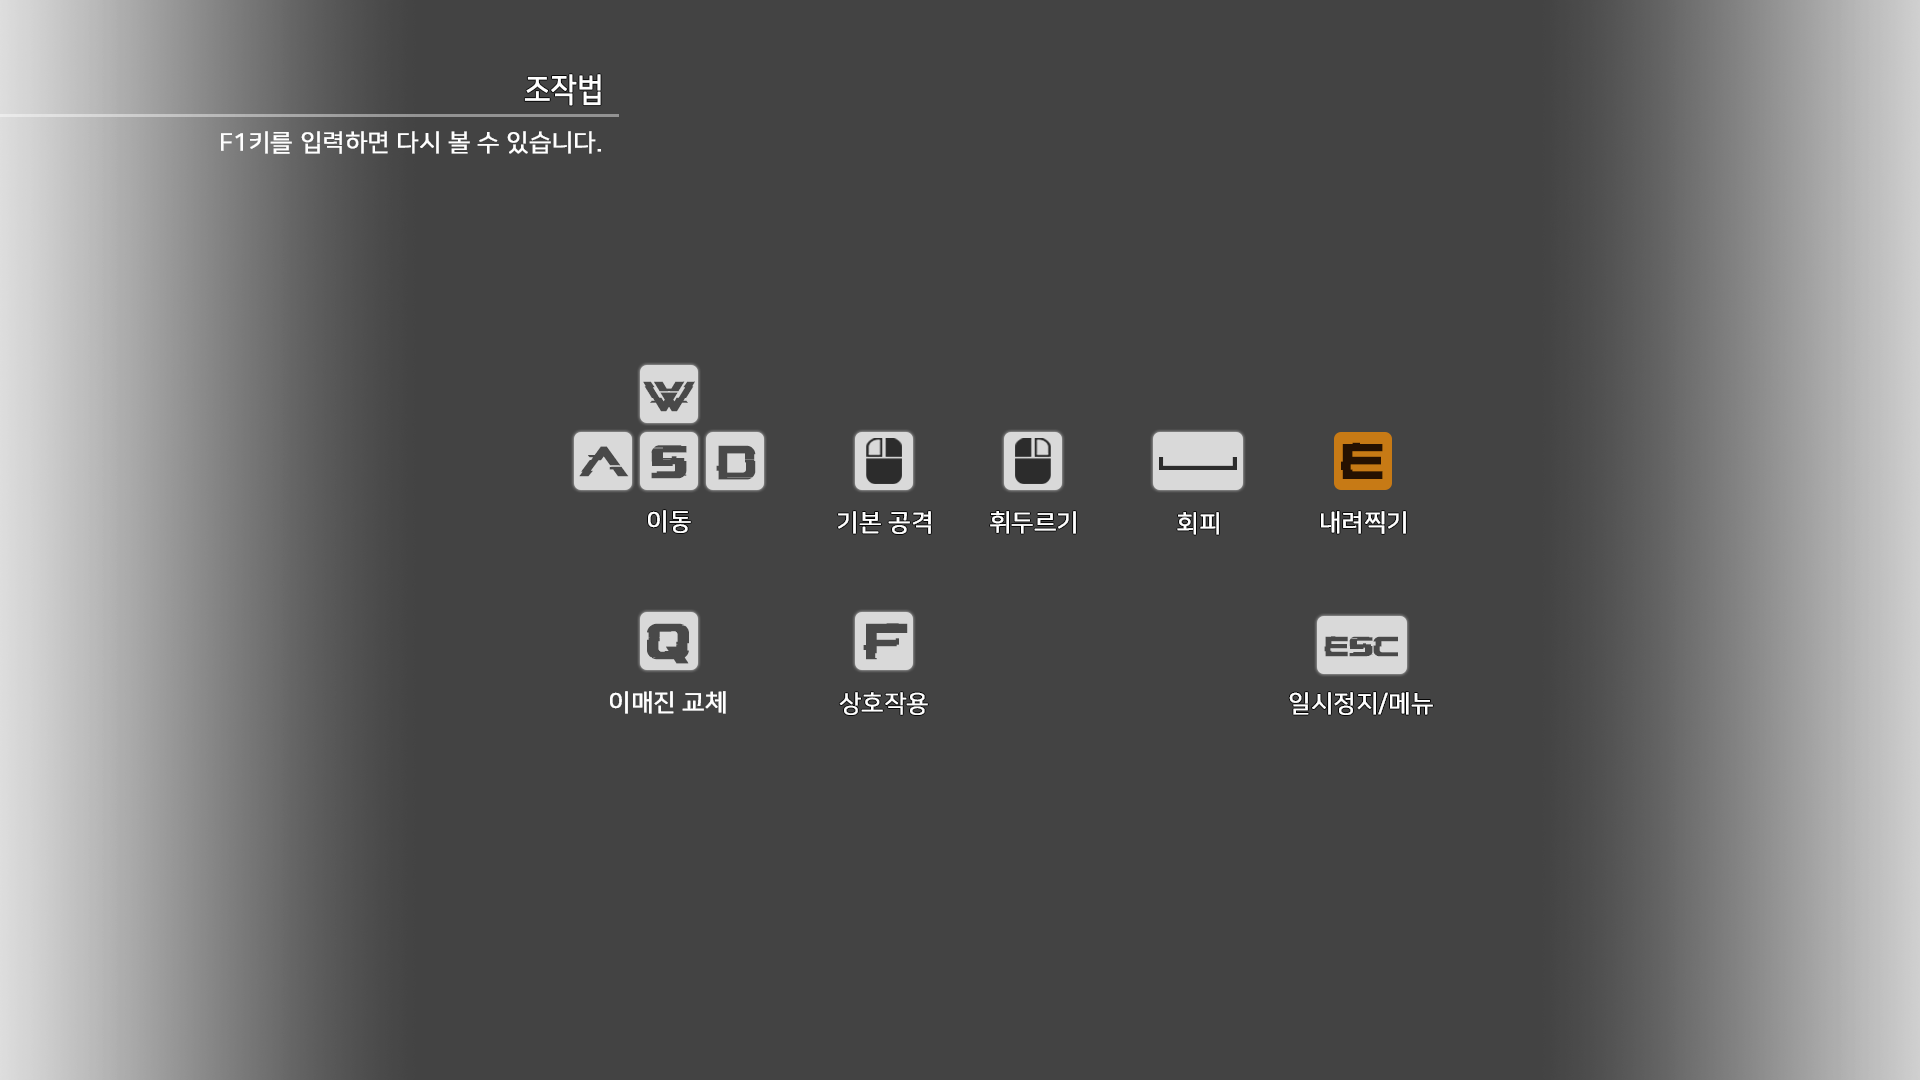 조작법
F1키를 입력하면 다시 볼 수 있습니다.
W
A S D
E
이동
기본 공격
휘두르기
회피
내려찍기
Q
F
ESC
이매진 교체
상호작용
일시정지/메뉴